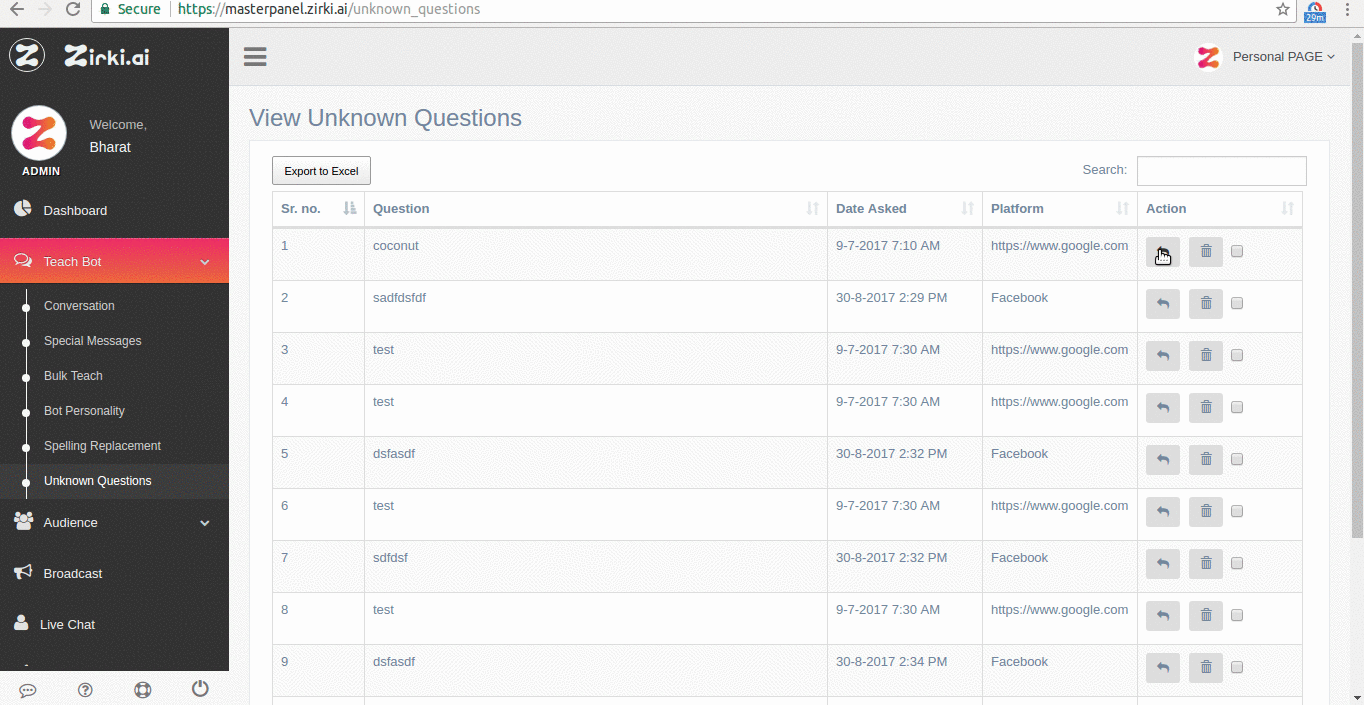 Secure https://masterpanel.zirki.ai/unknown_questions
29m
Zirki.ai
Personal PAGE
Welcome,
Bharat
ADMIN
Dashboard
Teach Bot
Conversation
Special Messages
Bulk Teach
Bot Personality
Spelling Replacement
Unknown Questions
Audience
Broadcast
Live Chat
View Unknown Questions
Export to Excel
Search:
Sr. no. Question Date Asked Platform Action
1 coconut 9-7-2017 7:10 AM https://www.google.com
2 sadfdsfdf 30-8-2017 2:29 PM Facebook
3 test 9-7-2017 7:30 AM https://www.google.com
4 test 9-7-2017 7:30 AM https://www.google.com
5 dsfasdf 30-8-2017 2:32 PM Facebook
6 test 9-7-2017 7:30 AM https://www.google.com
7 sdfdsf 30-8-2017 2:32 PM Facebook
8 test 9-7-2017 7:30 AM https://www.google.com
9 dsfasdf 30-8-2017 2:34 PM Facebook